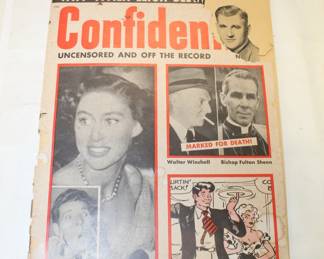 Confiden
UNCENSORED AND OFF THE RECORD
MARKED FOR DEATH!
Walter Winchell Bishop Fulton Sheen